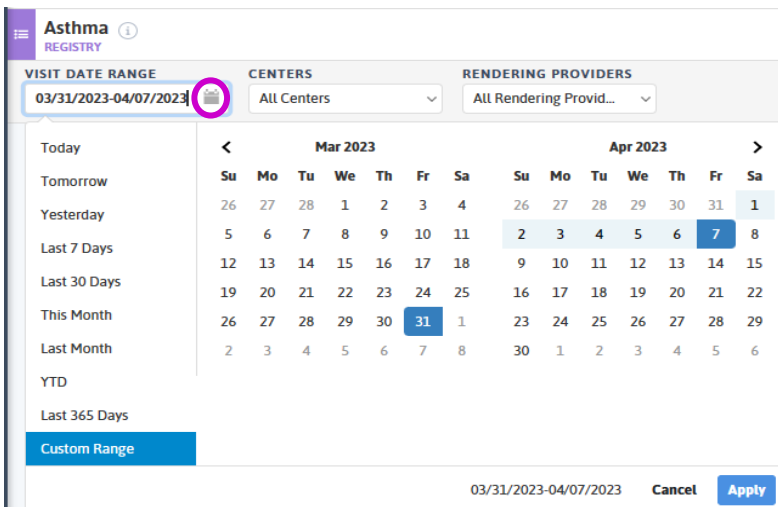 Asthma
REGISTRY
VISIT DATE RANGE CENTERS RENDERING PROVIDERS
03/31/2023-04/07/2023 All Centers All Rendering Provid...
Today
Tomorrow
Yesterday
Last 7 Days
Last 30 Days
This Month
Last Month
YTD
Last 365 Days
Custom Range
< Mar 2023
Su Mo Tu We Th Fr Sa
26 27 28 1 2 3 4
5 6 7 8 9 10 11
12 13 14 15 16 17 18
19 20 21 22 23 24 25
26 27 28 29 30 31 1
2 3 4 5 6 7 8
Apr 2023 >
Su Mo Tu We Th Fr Sa
26 27 28 29 30 31 1
2 3 4 5 6 7 8
9 10 11 12 13 14 15
16 17 18 19 20 21 22
23 24 25 26 27 28 29
30 1 2 3 4 5 6
03/31/2023-04/07/2023 Cancel Apply